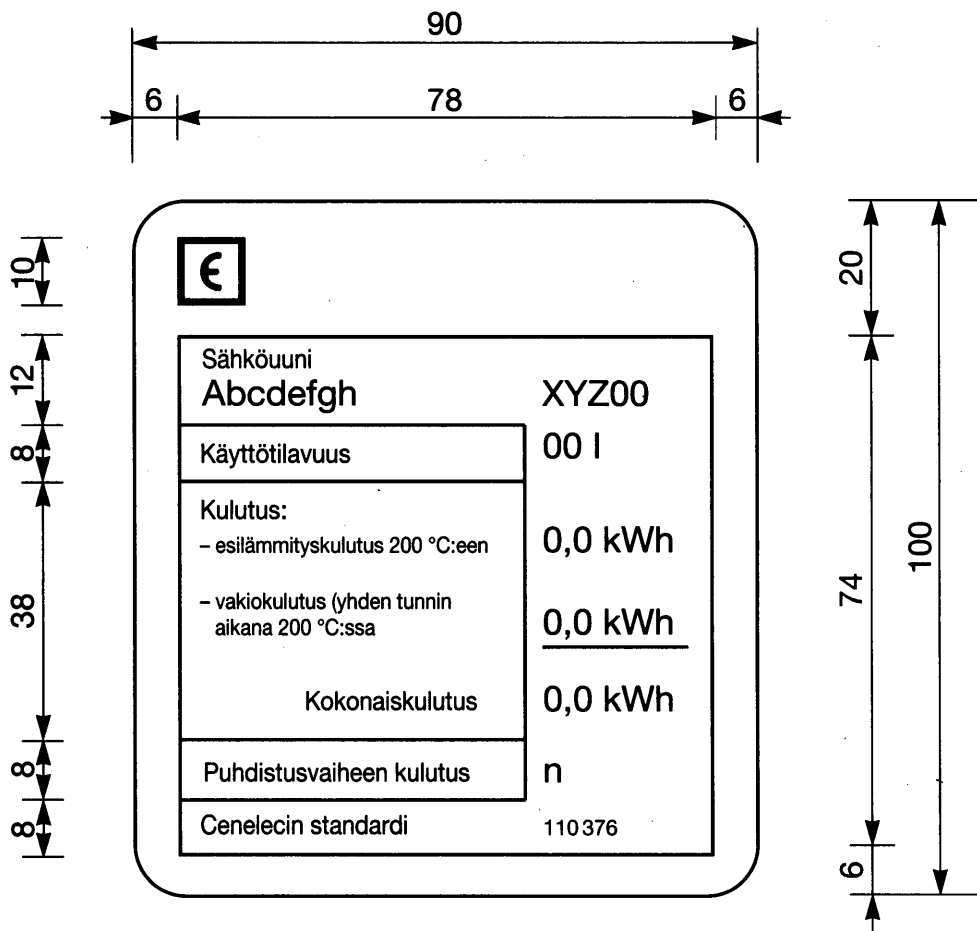 90
6 78 6
10
20
Є
12
Sähköuuni
Abcdefgh XYZ00
8
Käyttötilavuus 00 l
Kulutus:
– esilämmityskulutus 200 °C:een 0,0 kWh
38
74
100
– vakiokulutus (yhden tunnin
aikana 200 °C:ssa 0,0 kWh
Kokonaiskulutus 0,0 kWh
8
Puhdistusvaiheen kulutus n
8
Cenelecin standardi 110 376
6